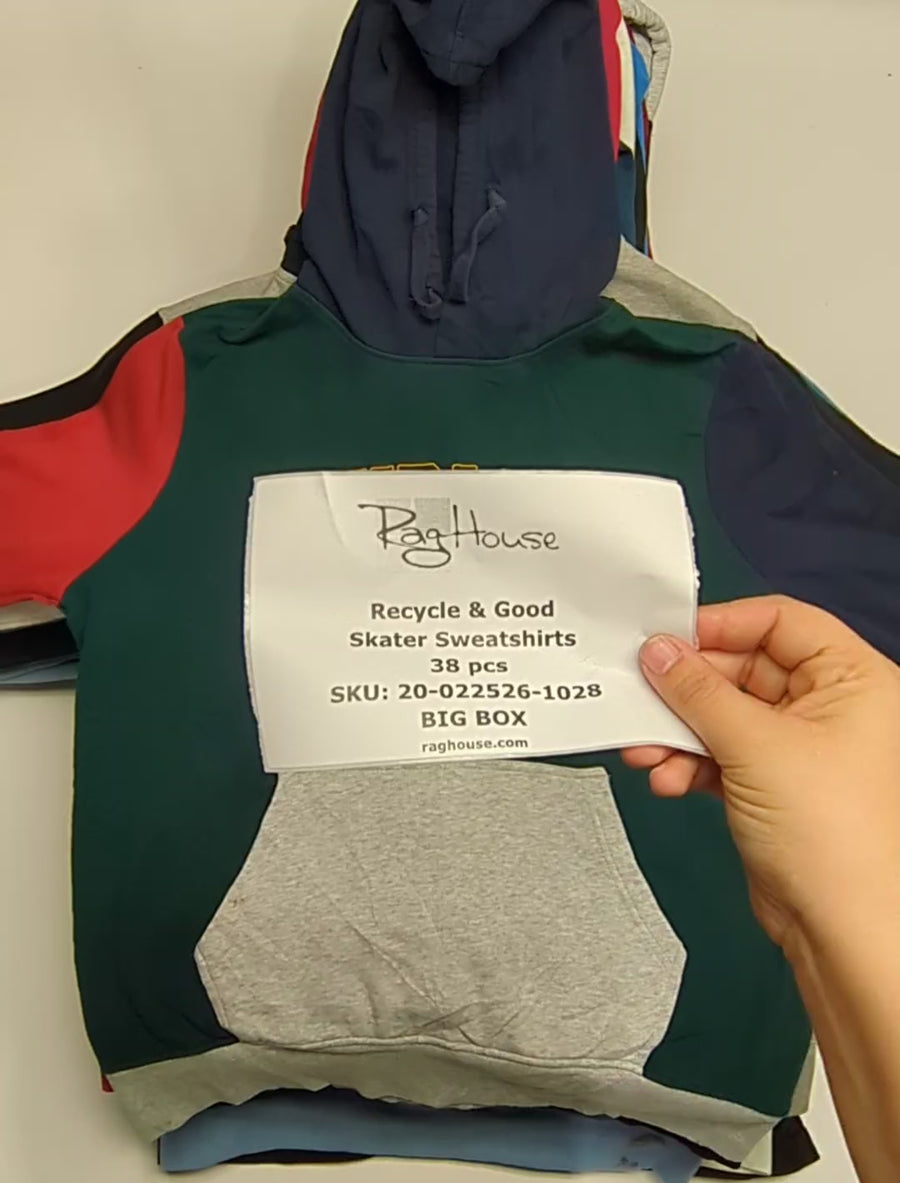 RagHouse
Recycle & Good
Skater Sweatshirts
38 pcs
SKU: 20-022526-1028
BIG BOX
raghouse.com